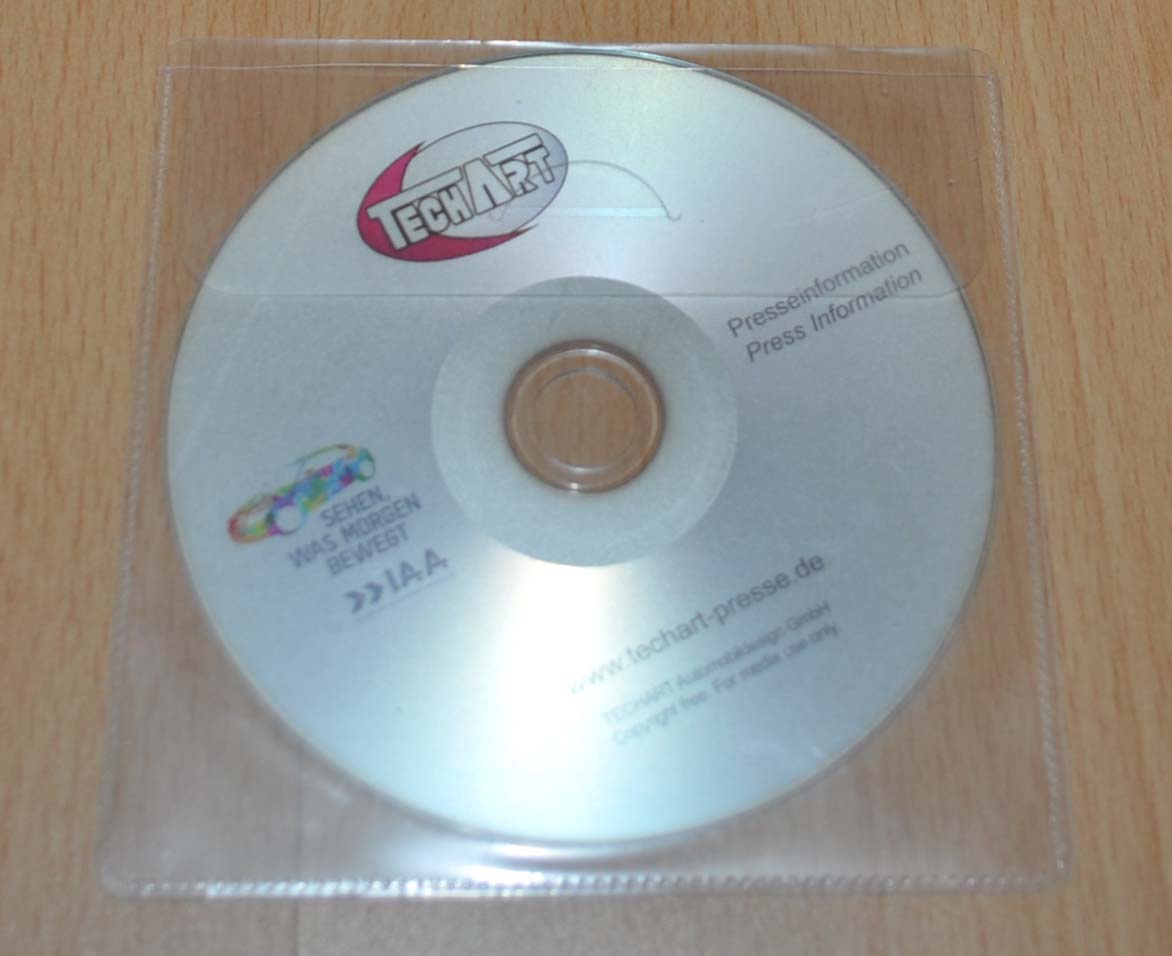 TECHART
Presseinformation
Press Information
SEHEN,
WAS MORGEN
BEWEGT
IAA
www.techart-presse.de
TECHART Automobildesign GmbH
Copyright free. For media use only.